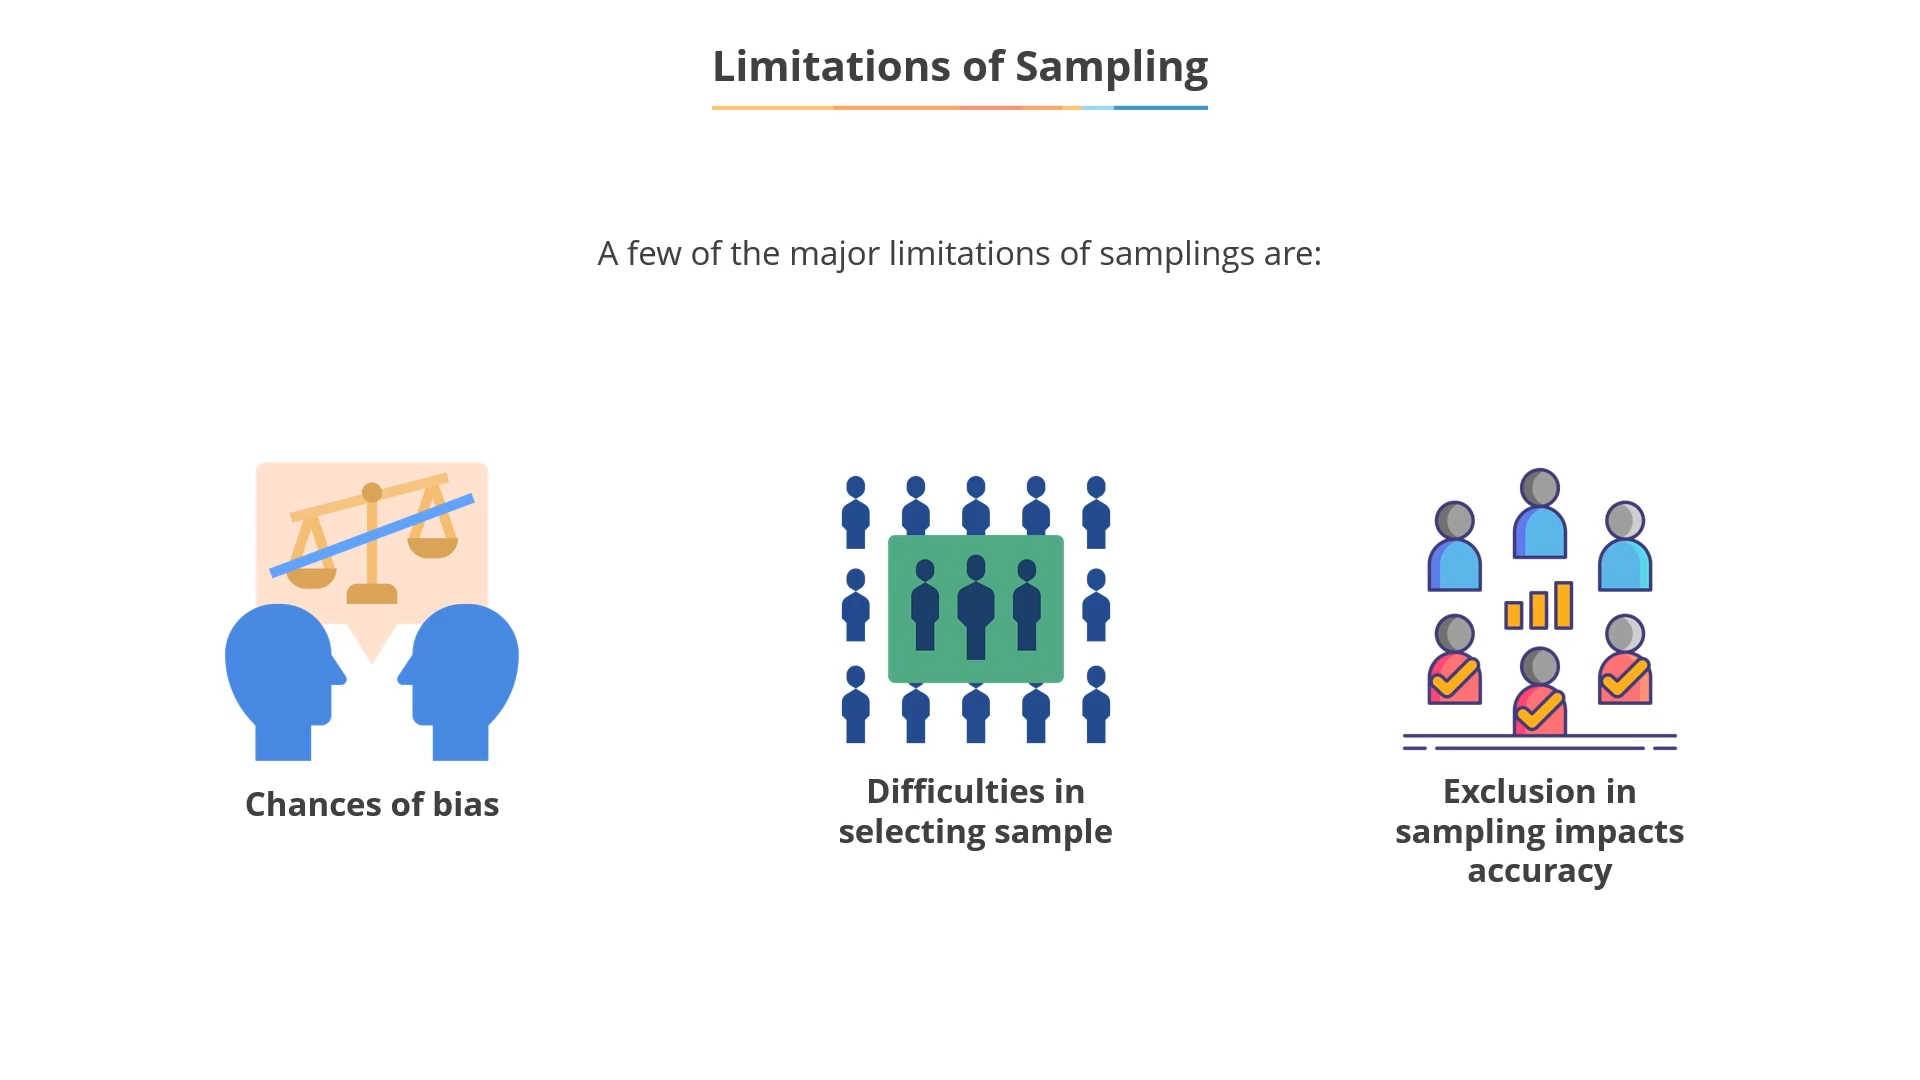 Limitations of Sampling
A few of the major limitations of samplings are:
Chances of bias
Difficulties in
selecting sample
Exclusion in
sampling impacts
accuracy